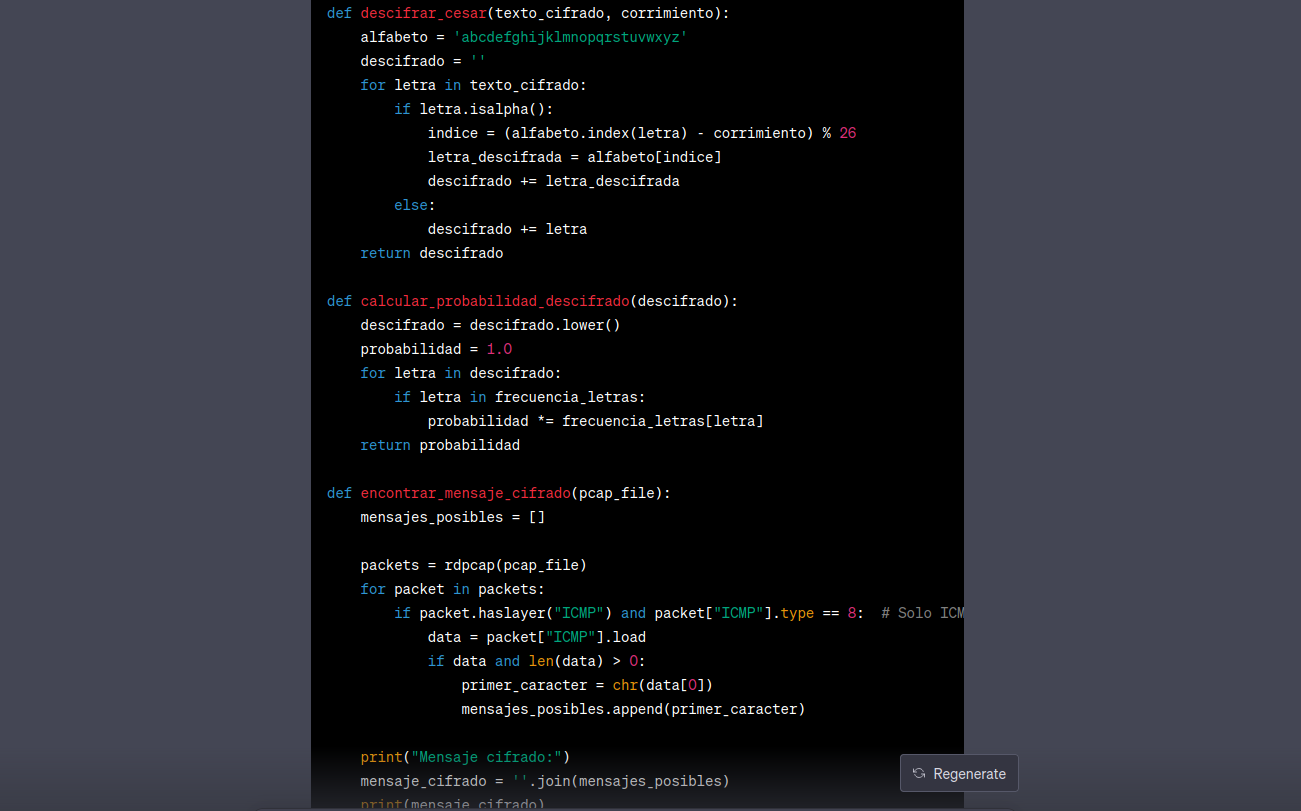 def descifrar_cesar(texto_cifrado, corrimiento):
    alfabeto = 'abcdefghijklmnopqrstuvwxyz'
    descifrado = ''
    for letra in texto_cifrado:
        if letra.isalpha():
            indice = (alfabeto.index(letra) - corrimiento) % 26
            letra_descifrada = alfabeto[indice]
            descifrado += letra_descifrada
        else:
            descifrado += letra
    return descifrado

def calcular_probabilidad_descifrado(descifrado):
    descifrado = descifrado.lower()
    probabilidad = 1.0
    for letra in descifrado:
        if letra in frecuencia_letras:
            probabilidad *= frecuencia_letras[letra]
    return probabilidad

def encontrar_mensaje_cifrado(pcap_file):
    mensajes_posibles = []

    packets = rdpcap(pcap_file)
    for packet in packets:
        if packet.haslayer("ICMP") and packet["ICMP"].type == 8:  # Solo ICM
            data = packet["ICMP"].load
            if data and len(data) > 0:
                primer_caracter = chr(data[0])
                mensajes_posibles.append(primer_caracter)

    print("Mensaje cifrado:")
    mensaje_cifrado = ''.join(mensajes_posibles)
    print(mensaje_cifrado)
Regenerate